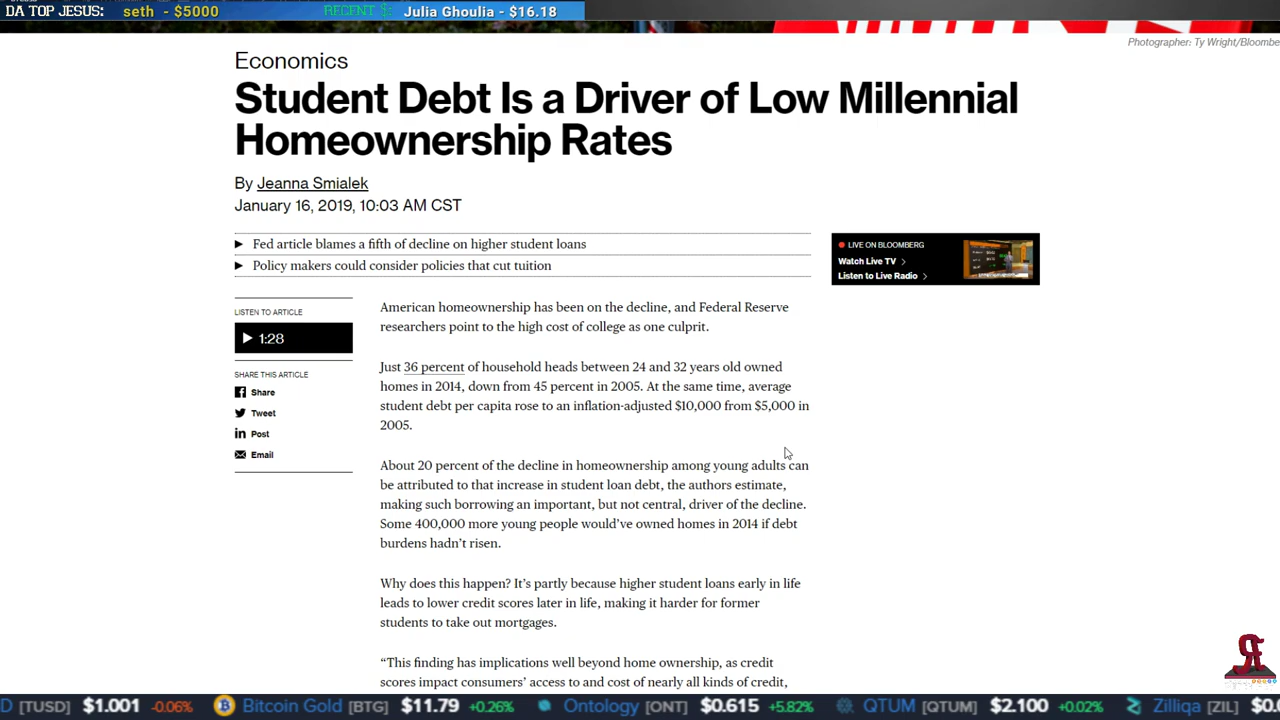 DA TOP JESUS: seth - $5000 RECENT $: Julia Ghoulia - $16.18
Photographer: Ty Wright/Bloombe
Economics
Student Debt Is a Driver of Low Millennial
Homeownership Rates
By Jeanna Smialek
January 16, 2019, 10:03 AM CST
Fed article blames a fifth of decline on higher student loans
Policy makers could consider policies that cut tuition
LIVE ON BLOOMBERG
Watch Live TV
Listen to Live Radio
LISTEN TO ARTICLE
1:28
SHARE THIS ARTICLE
Share
Tweet
Post
Email
American homeownership has been on the decline, and Federal Reserve
researchers point to the high cost of college as one culprit.
Just 36 percent of household heads between 24 and 32 years old owned
homes in 2014, down from 45 percent in 2005. At the same time, average
student debt per capita rose to an inflation-adjusted $10,000 from $5,000 in
2005.
About 20 percent of the decline in homeownership among young adults can
be attributed to that increase in student loan debt, the authors estimate,
making such borrowing an important, but not central, driver of the decline.
Some 400,000 more young people would’ve owned homes in 2014 if debt
burdens hadn’t risen.
Why does this happen? It’s partly because higher student loans early in life
leads to lower credit scores later in life, making it harder for former
students to take out mortgages.
“This finding has implications well beyond home ownership, as credit
scores impact consumers’ access to and cost of nearly all kinds of credit,
D [TUSD] $1.001 -0.06% Bitcoin Gold [BTG] $11.79 +0.26% Ontology [ONT] $0.615 +5.82% QTUM [QTUM] $2.100 +0.02% Zilliqa [ZIL] $0.